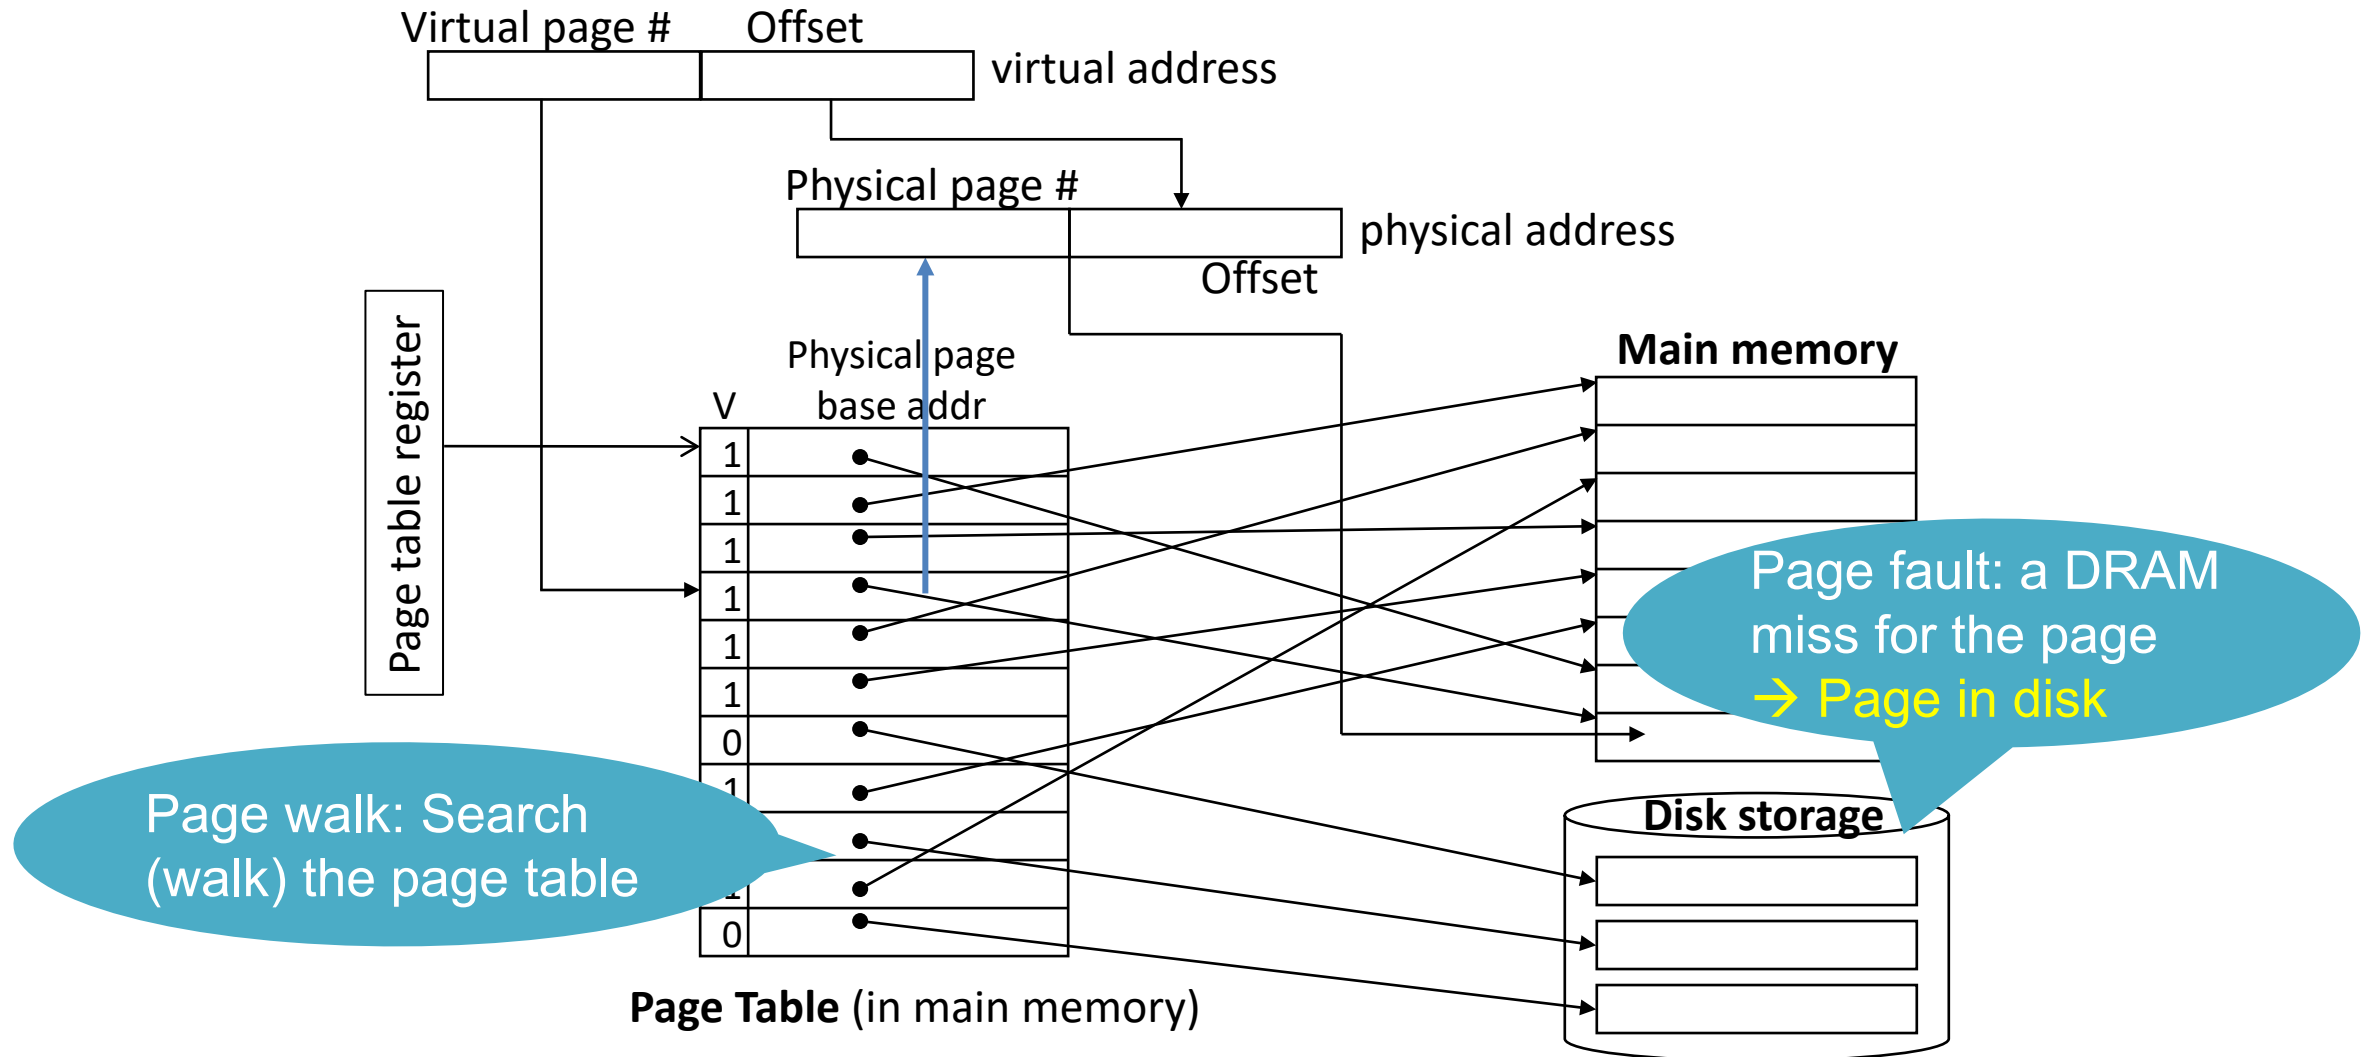 Virtual page # Offset
virtual address
Physical page #
physical address
Offset
Page table register
Physical page
base addr
V
Main memory
1
1
1
1
1
1
0
1
1
0
Page fault: a DRAM
miss for the page
→ Page in disk
Page walk: Search
(walk) the page table
Disk storage
Page Table (in main memory)